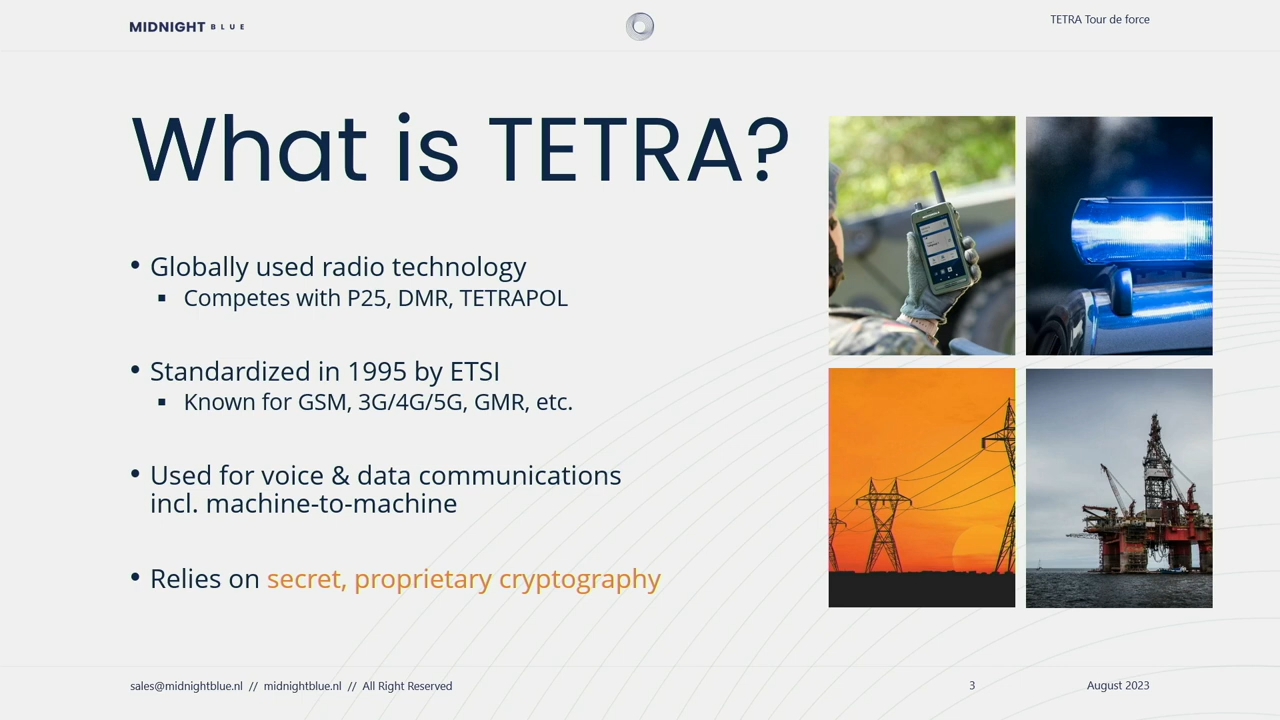 MIDNIGHT BLUE
TETRA Tour de force
What is TETRA?
• Globally used radio technology
▪ Competes with P25, DMR, TETRAPOL
• Standardized in 1995 by ETSI
▪ Known for GSM, 3G/4G/5G, GMR, etc.
• Used for voice & data communications
incl. machine-to-machine
• Relies on secret, proprietary cryptography
sales@midnightblue.nl // midnightblue.nl // All Right Reserved
3
August 2023